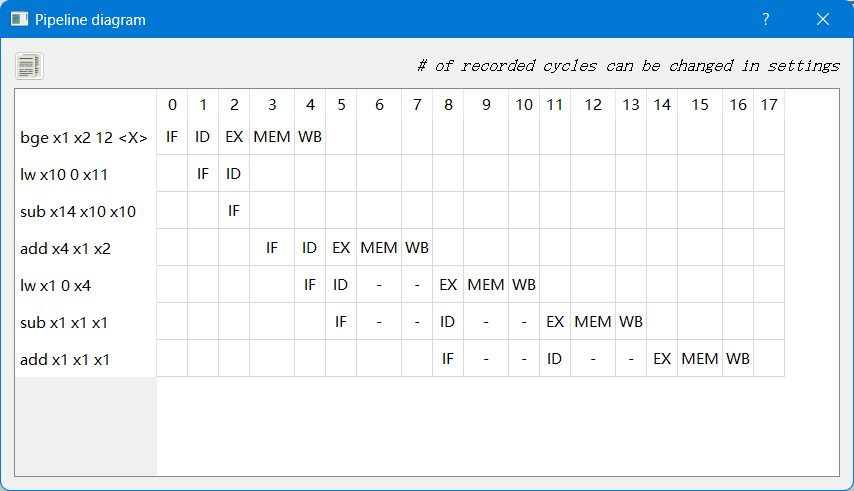 Pipeline diagram
# of recorded cycles can be changed in settings
0 1 2 3 4 5 6 7 8 9 10 11 12 13 14 15 16 17
bge x1 x2 12 <X> IF ID EX MEM WB
lw x10 0 x11 IF ID
sub x14 x10 x10 IF
add x4 x1 x2 IF ID EX MEM WB
lw x1 0 x4 IF ID - - EX MEM WB
sub x1 x1 x1 IF - - ID - - EX MEM WB
add x1 x1 x1 IF - - ID - - EX MEM WB